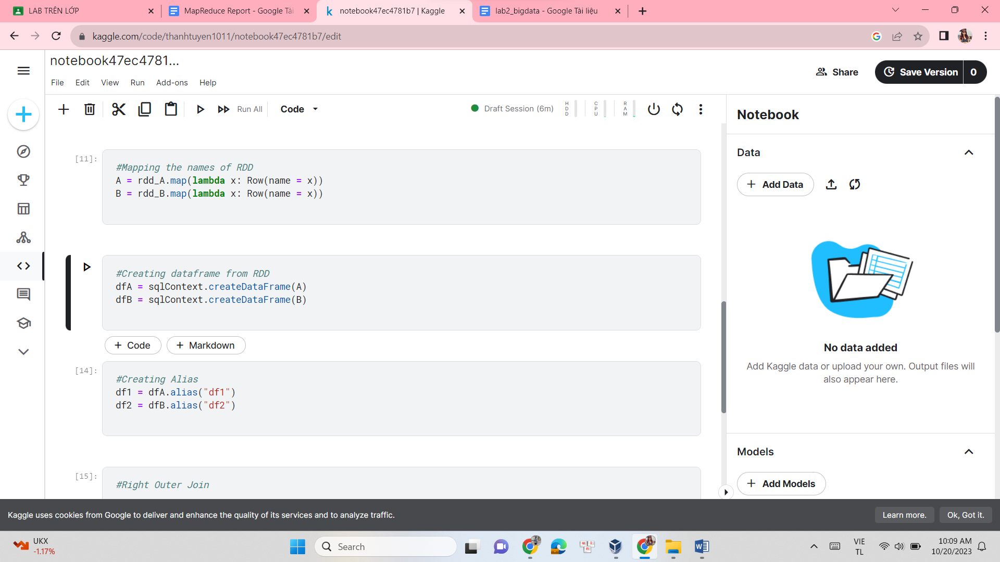 LAB TRÊN LỚP
MapReduce Report - Google Tài
notebook47ec4781b7 | Kaggle
lab2_bigdata - Google Tài liệu
kaggle.com/code/thanhtuyen1011/notebook47ec4781b7/edit
notebook47ec4781...
File Edit View Run Add-ons Help
Share
Save Version 0
Run All
Code
Draft Session (6m)
HDD
CPU
RAM
Notebook
Data
+ Add Data
No data added
Add Kaggle data or upload your own. Output files will
also appear here.
Models
+ Add Models
[11]:
#Mapping the names of RDD
A = rdd_A.map(lambda x: Row(name = x))
B = rdd_B.map(lambda x: Row(name = x))
#Creating dataframe from RDD
dfA = sqlContext.createDataFrame(A)
dfB = sqlContext.createDataFrame(B)
+ Code
+ Markdown
[14]:
#Creating Alias
df1 = dfA.alias("df1")
df2 = dfB.alias("df2")
[15]:
#Right Outer Join
Kaggle uses cookies from Google to deliver and enhance the quality of its services and to analyze traffic.
Learn more.
Ok, Got it.
UKX
-1.17%
Search
VIE
TL
10:09 AM
10/20/2023